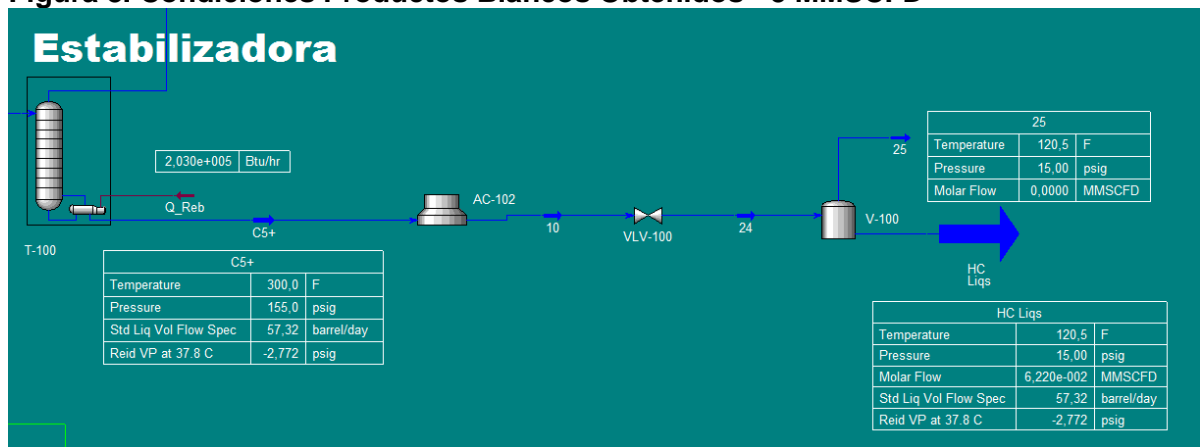 Estabilizadora
2,030e+005 Btu/hr
Q_Reb
T-100
C5+
AC-102
10
VLV-100
24
V-100
25
HC
Liqs
25
Temperature 120,5 F
Pressure 15,00 psig
Molar Flow 0,0000 MMSCFD
C5+
Temperature 300,0 F
Pressure 155,0 psig
Std Liq Vol Flow Spec 57,32 barrel/day
Reid VP at 37.8 C -2,772 psig
HC Liqs
Temperature 120,5 F
Pressure 15,00 psig
Molar Flow 6,220e-002 MMSCFD
Std Liq Vol Flow Spec 57,32 barrel/day
Reid VP at 37.8 C -2,772 psig